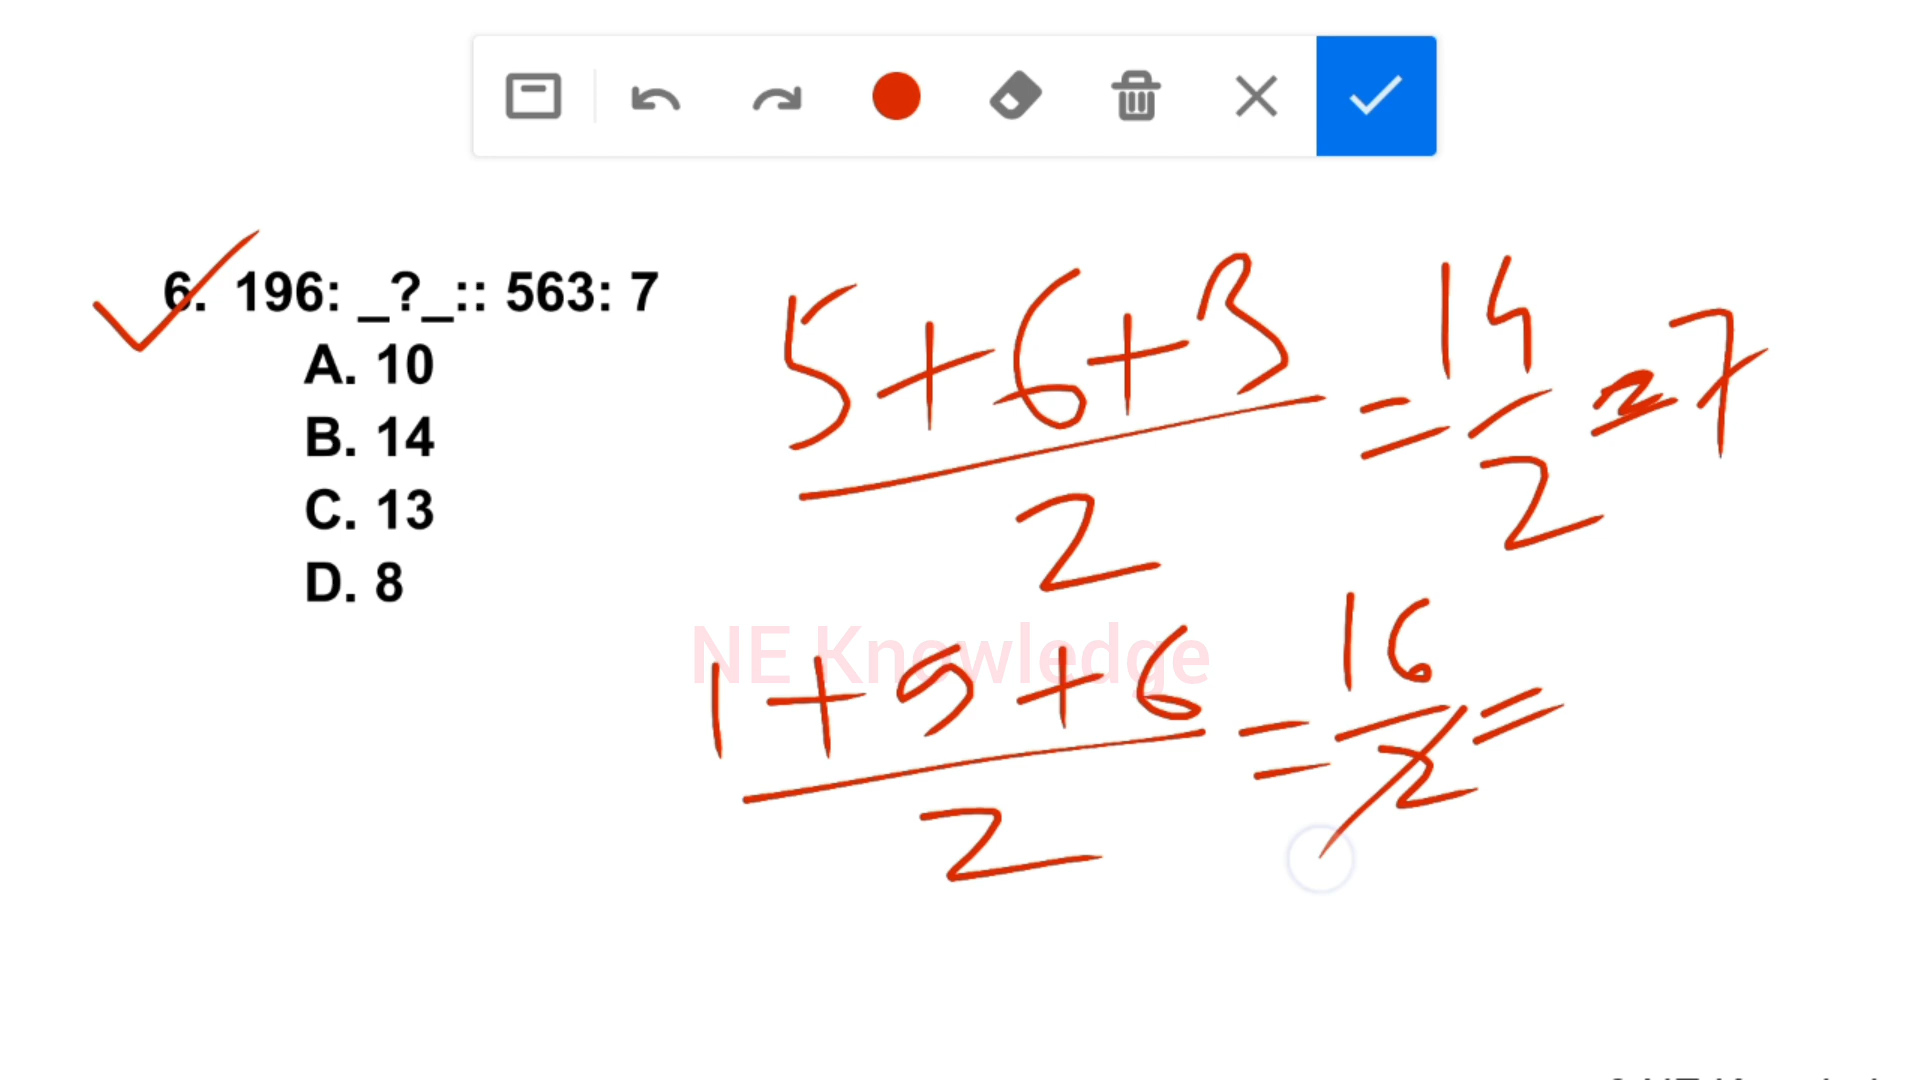 6. 196: _?_:: 563: 7
A. 10
B. 14
C. 13
D. 8
5+6+3 = 14 = 7
2 2
NE Knowledge
1+9+6 = 16 =
2 2